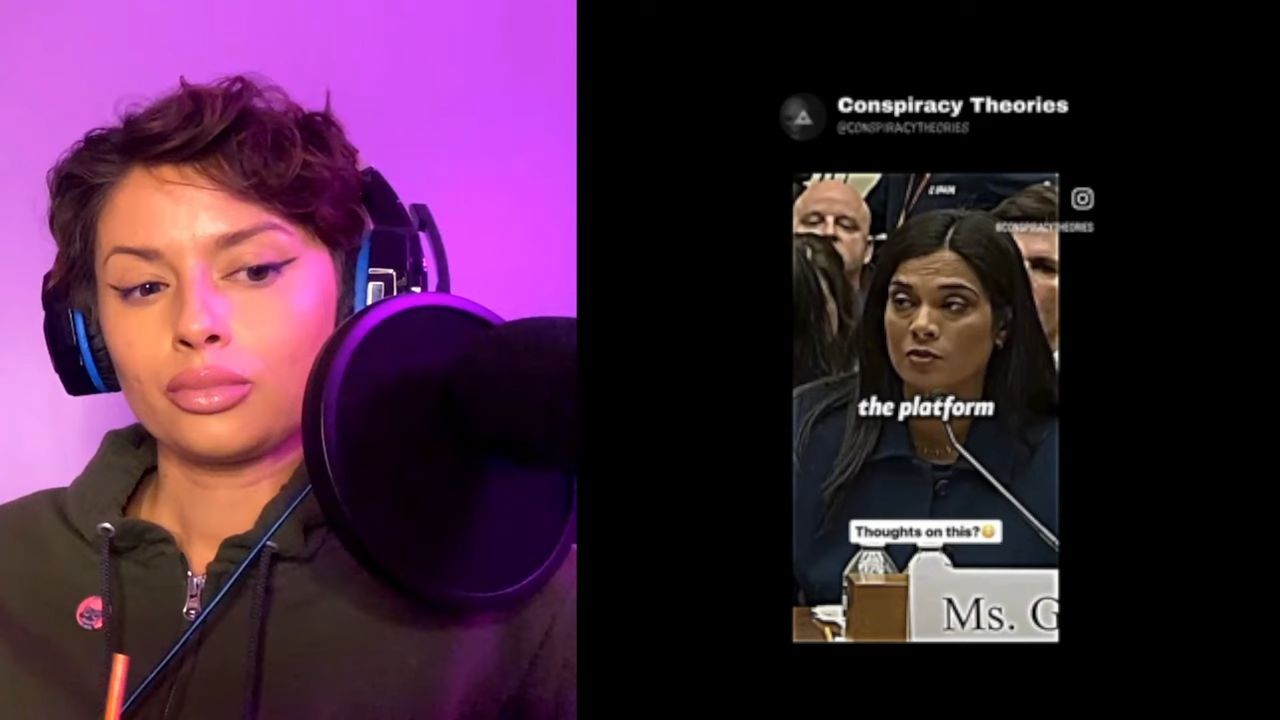 Conspiracy Theories
@CONSPIRACYTHEORIES
@CONSPIRACYTHEORIES
the platform
Thoughts on this?😳
Ms. G